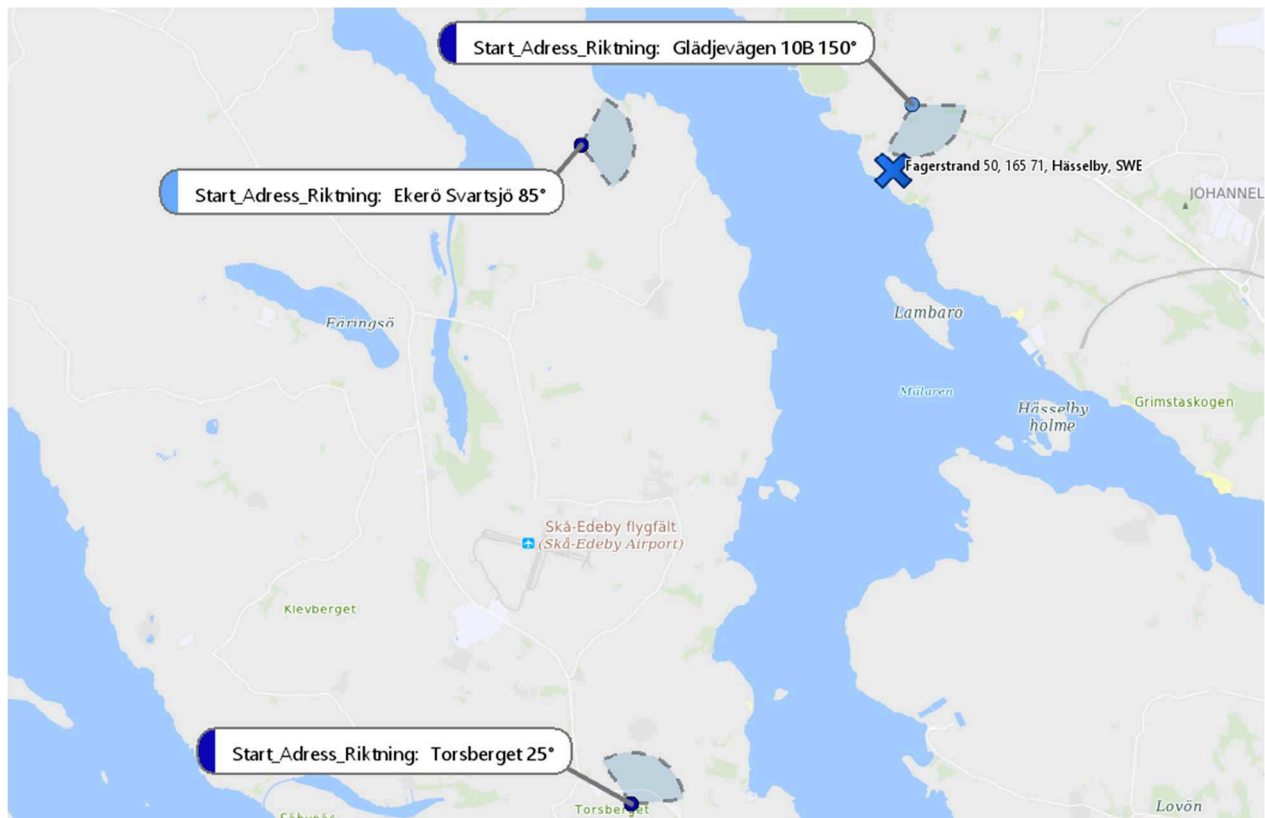 Start_Adress_Riktning: Glädjevägen 10B 150°
Fagerstrand 50, 165 71, Hässelby, SWE
Start_Adress_Riktning: Ekerö Svartsjö 85°
JOHANNEL
Färingsö
Lambarö
Mälaren
Hässelby
holme
Grimstaskogen
Skå-Edeby flygfält
(Skå-Edeby Airport)
Klevberget
Start_Adress_Riktning: Torsberget 25°
Torsberget
Lovön